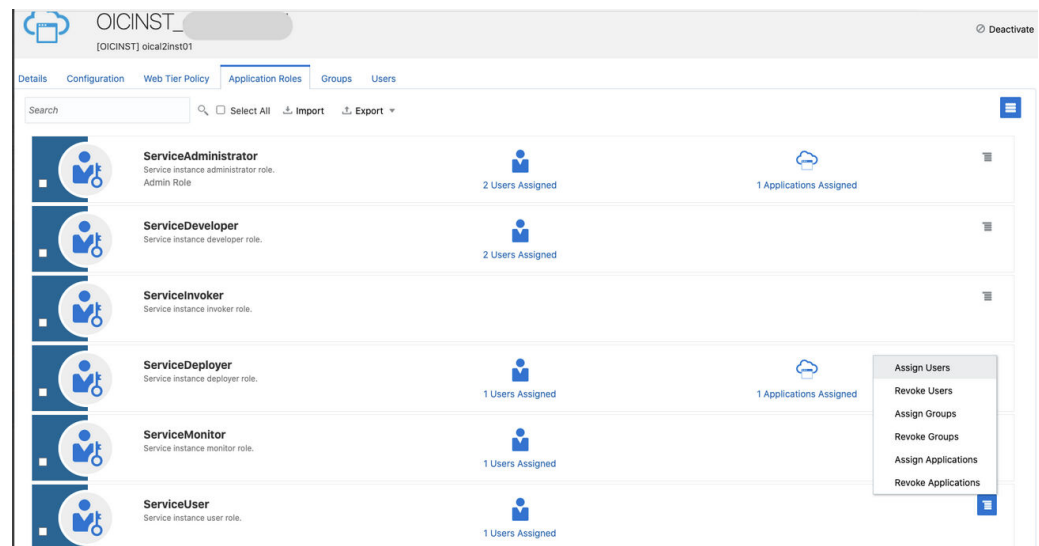 OICINST_
[OICINST] oical2inst01
Deactivate
Details Configuration Web Tier Policy Application Roles Groups Users
Search Select All Import Export
ServiceAdministrator
Service instance administrator role.
Admin Role
2 Users Assigned
1 Applications Assigned
ServiceDeveloper
Service instance developer role.
2 Users Assigned
ServiceInvoker
Service instance invoker role.
ServiceDeployer
Service instance deployer role.
1 Users Assigned
1 Applications Assigned
ServiceMonitor
Service instance monitor role.
1 Users Assigned
ServiceUser
Service instance user role.
1 Users Assigned
Assign Users
Revoke Users
Assign Groups
Revoke Groups
Assign Applications
Revoke Applications